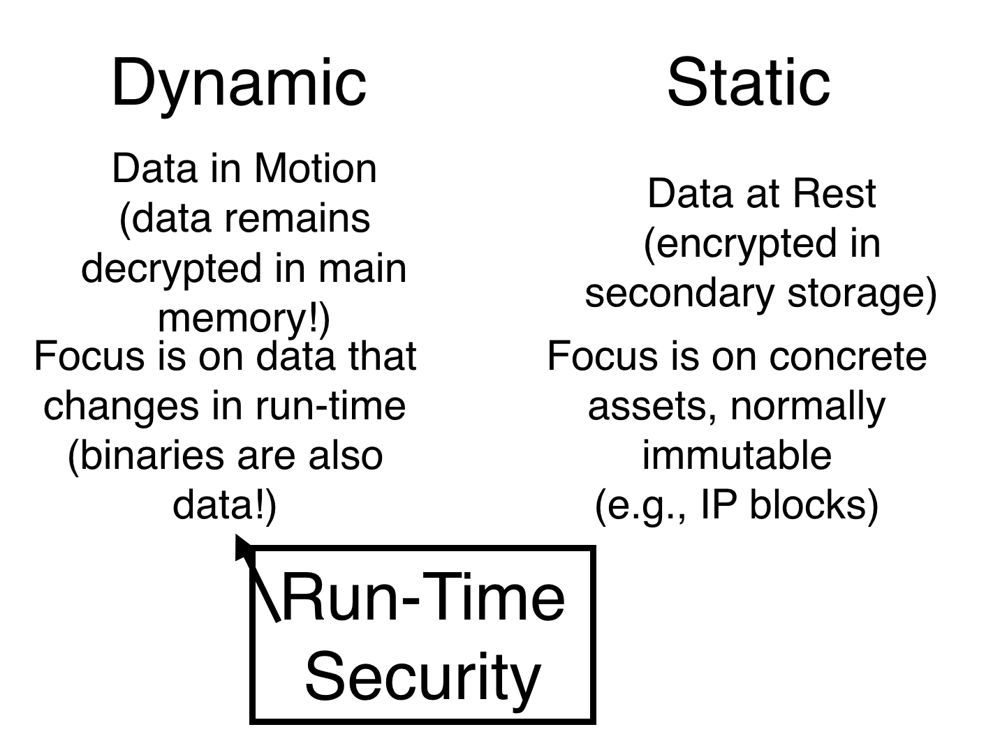 Dynamic
Data in Motion
(data remains
decrypted in main
memory!)
Focus is on data that
changes in run-time
(binaries are also
data!)
Static
Data at Rest
(encrypted in
secondary storage)
Focus is on concrete
assets, normally
immutable
(e.g., IP blocks)
Run-Time
Security